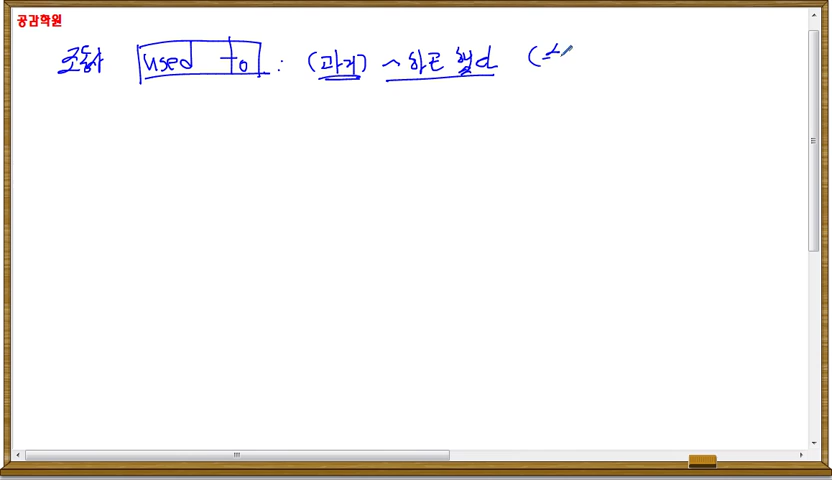 공감학원
조동사 used to : (과거) ~하곤 했다 (